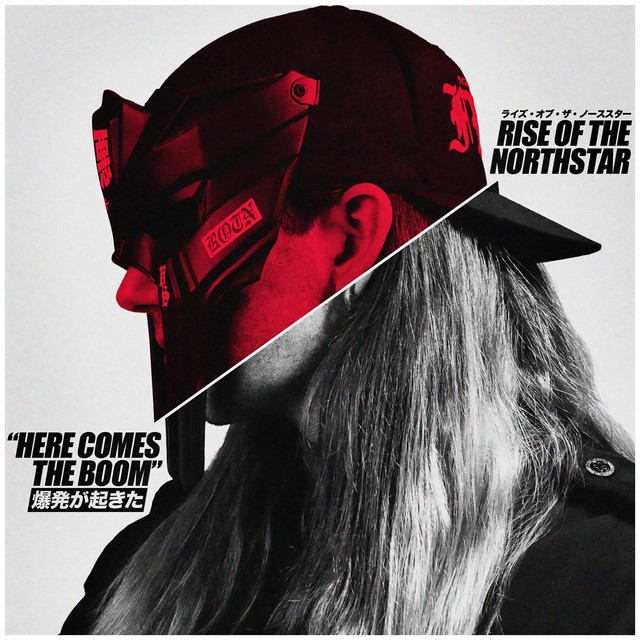 ライズ・オブ・ザ・ノーススター
RISE OF THE
NORTHSTAR
ROTN
“HERE COMES
THE BOOM”
爆発が起きた